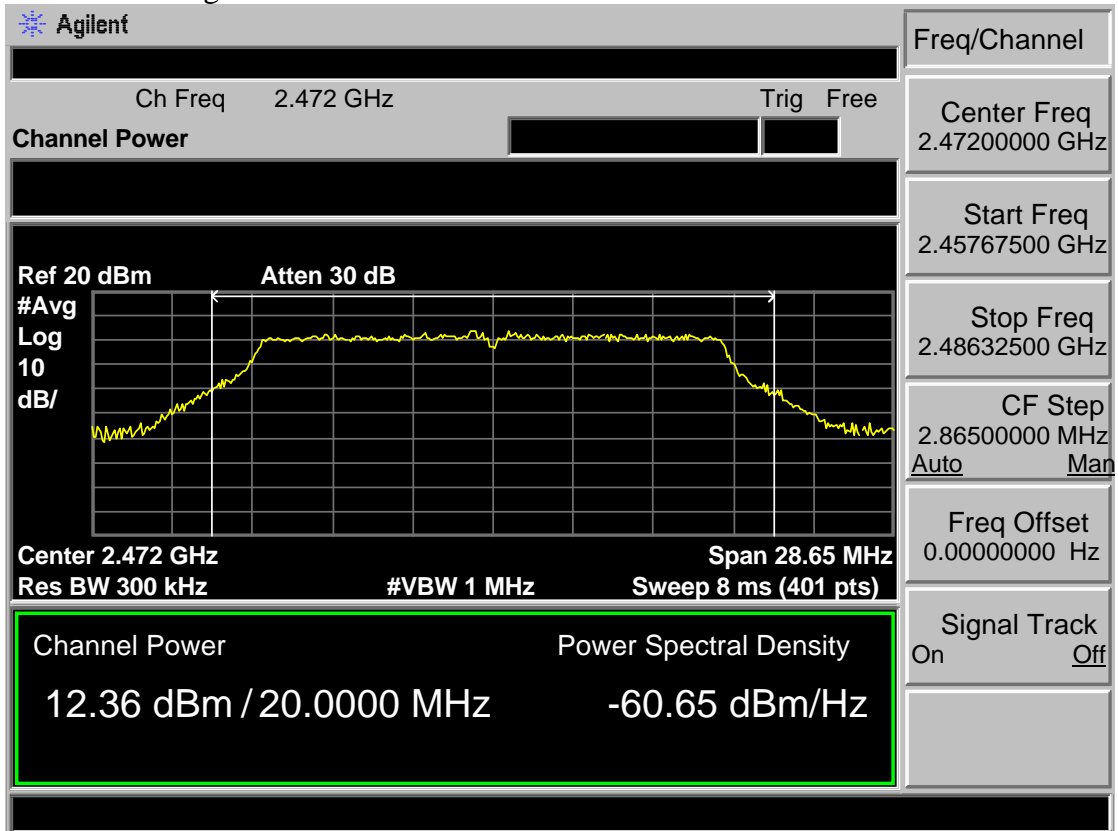 Agilent
Freq/Channel
Ch Freq 2.472 GHz Trig Free
Channel Power
Center Freq
2.47200000 GHz
Start Freq
2.45767500 GHz
Stop Freq
2.48632500 GHz
CF Step
2.86500000 MHz
Auto Man
Freq Offset
0.00000000 Hz
Signal Track
On Off
Ref 20 dBm Atten 30 dB
#Avg
Log
10
dB/
Center 2.472 GHz Span 28.65 MHz
Res BW 300 kHz #VBW 1 MHz Sweep 8 ms (401 pts)
Channel Power Power Spectral Density
12.36 dBm / 20.0000 MHz -60.65 dBm/Hz